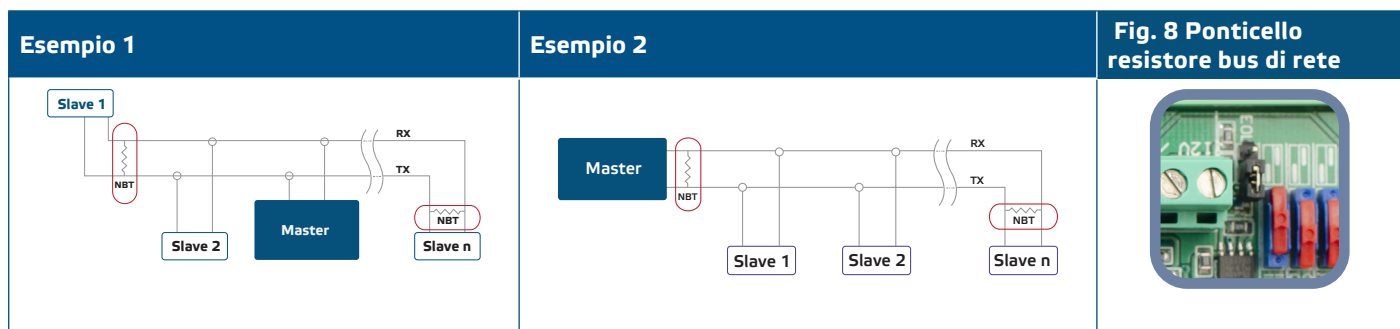 Esempio 1
Slave 1
RX
TX
NBT
Slave 2
Master
NBT
Slave n
Esempio 2
Master
RX
TX
NBT
NBT
Slave 1
Slave 2
Slave n
Fig. 8 Ponticello
resistore bus di rete
EOL